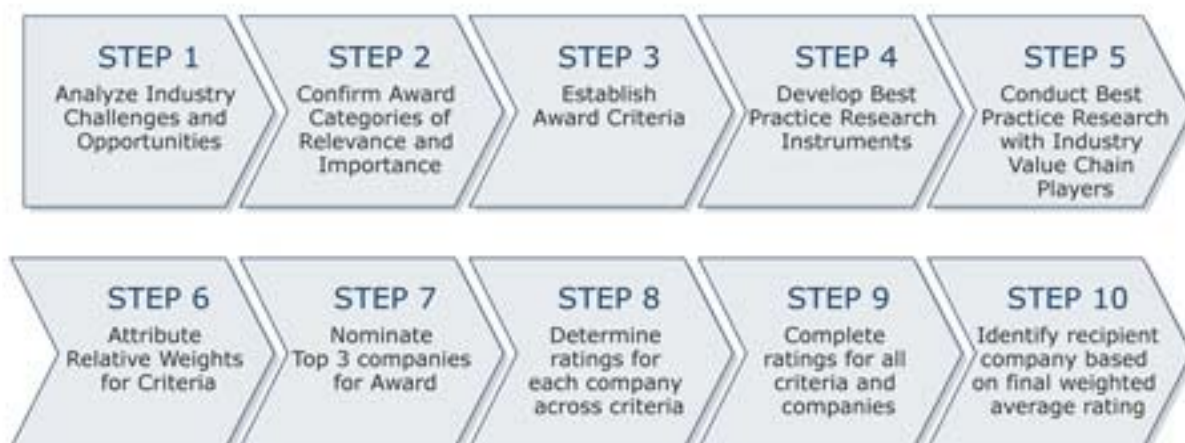 STEP 1
Analyze Industry
Challenges and
Opportunities
STEP 2
Confirm Award
Categories of
Relevance and
Importance
STEP 3
Establish
Award Criteria
STEP 4
Develop Best
Practice Research
Instruments
STEP 5
Conduct Best
Practice Research
with Industry
Value Chain
Players
STEP 6
Attribute
Relative Weights
for Criteria
STEP 7
Nominate
Top 3 companies
for Award
STEP 8
Determine
ratings for
each company
across criteria
STEP 9
Complete
ratings for all
criteria and
companies
STEP 10
Identify recipient
company based
on final weighted
average rating